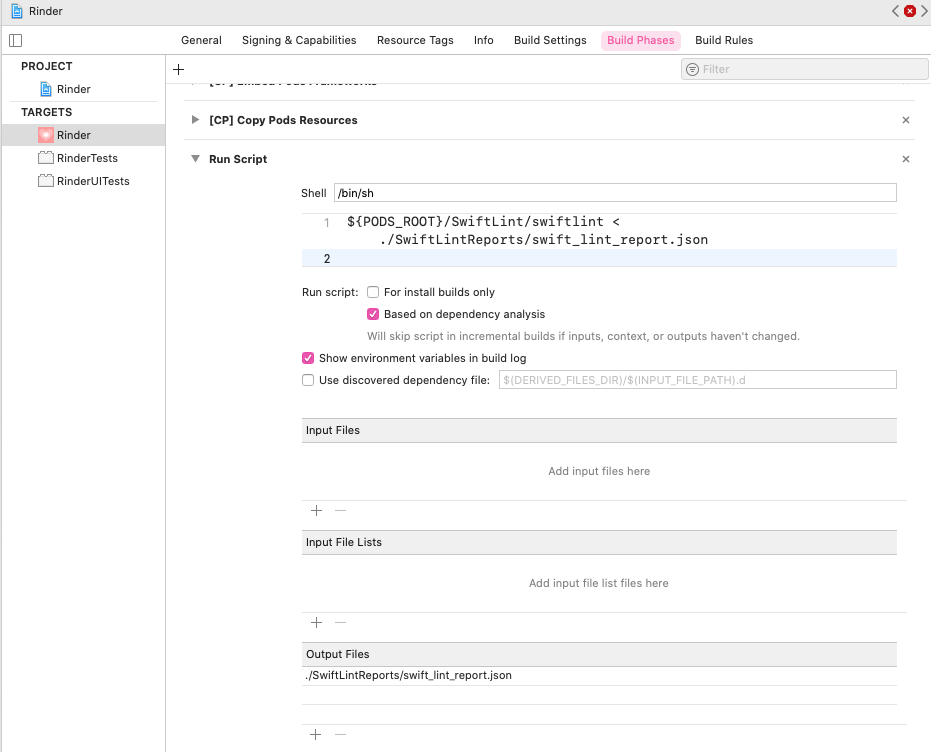 Rinder
General Signing & Capabilities Resource Tags Info Build Settings Build Phases Build Rules
PROJECT
Rinder
TARGETS
Rinder
RinderTests
RinderUITests
Filter
[CP] Embed Pods Frameworks
[CP] Copy Pods Resources
Run Script
Shell /bin/sh
1 ${PODS_ROOT}/SwiftLint/swiftlint <
./SwiftLintReports/swift_lint_report.json
2
Run script: For install builds only
Based on dependency analysis
Will skip script in incremental builds if inputs, context, or outputs haven't changed.
Show environment variables in build log
Use discovered dependency file: $(DERIVED_FILES_DIR)/$(INPUT_FILE_PATH).d
Input Files
Add input files here
Input File Lists
Add input file list files here
Output Files
./SwiftLintReports/swift_lint_report.json